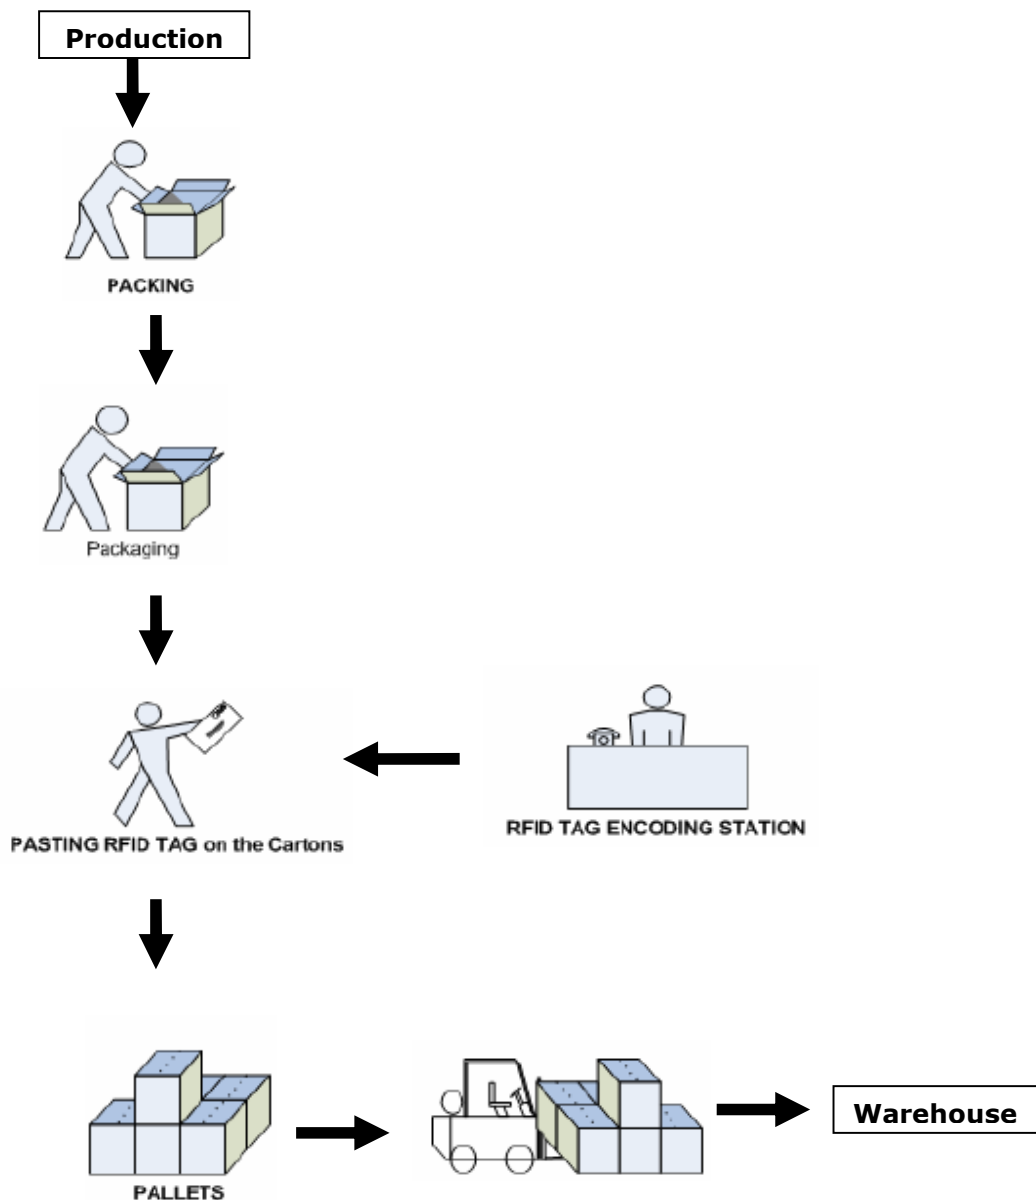 Production
PACKING
Packaging
PASTING RFID TAG on the Cartons
RFID TAG ENCODING STATION
PALLETS
Warehouse